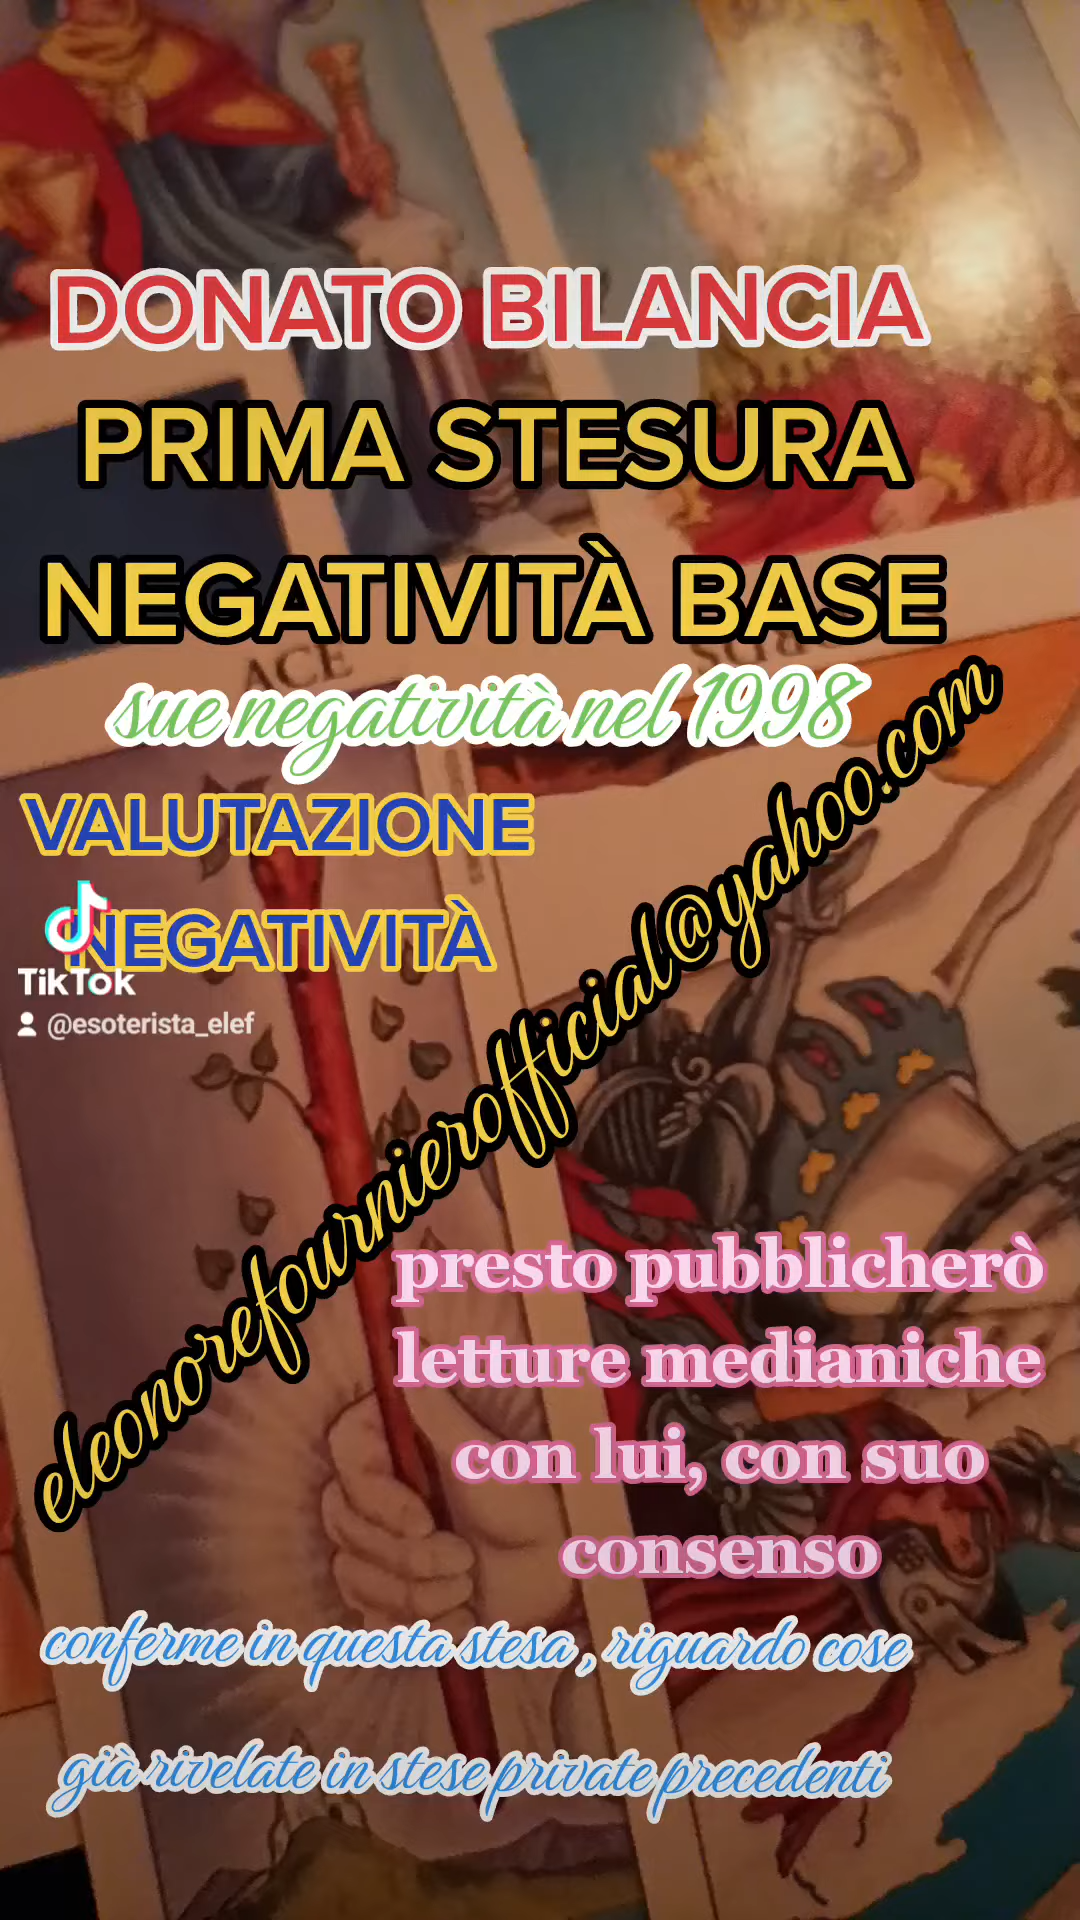 DONATO BILANCIA
PRIMA STESURA
NEGATIVITÀ BASE
ACE
sue negatività nel 1998
VALUTAZIONE
NEGATIVITÀ
TikTok
@esoterista_elef
eleonorefournierofficial@yahoo.com
presto pubblicherò
letture medianiche
con lui, con suo
consenso
conferme in questa stesa , riguardo cose
già rivelate in stese private precedenti